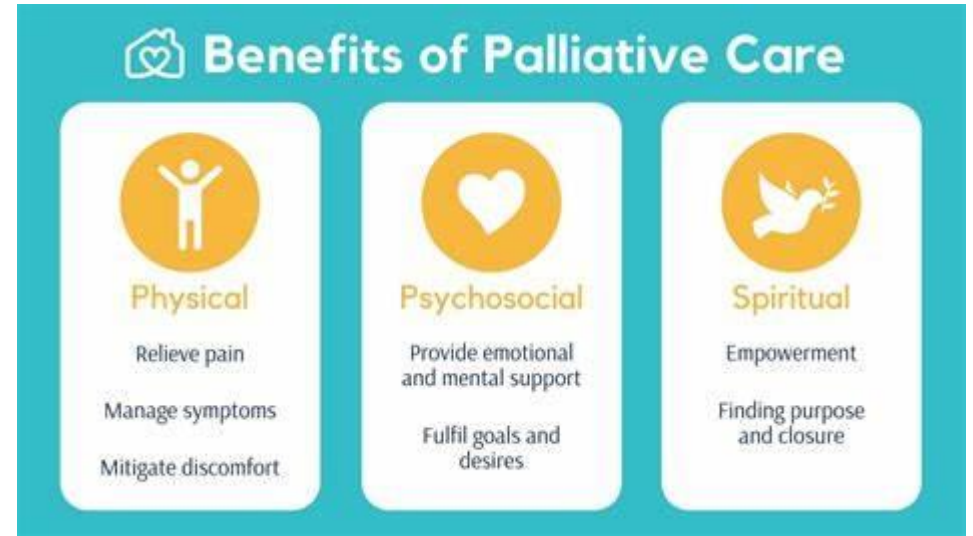 Benefits of Palliative Care
Physical
Relieve pain
Manage symptoms
Mitigate discomfort
Psychosocial
Provide emotional
and mental support
Fulfil goals and
desires
Spiritual
Empowerment
Finding purpose
and closure